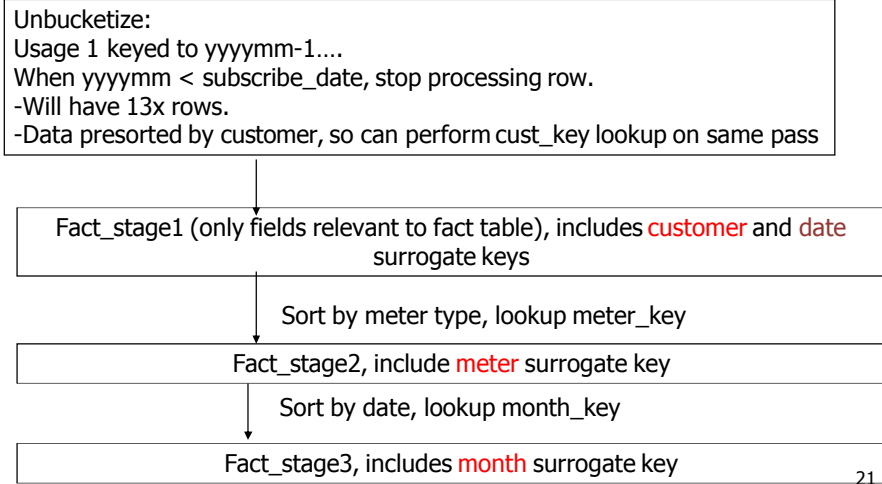 Unbucketize:
Usage 1 keyed to yyyymm-1….
When yyyymm < subscribe_date, stop processing row.
-Will have 13x rows.
-Data presorted by customer, so can perform cust_key lookup on same pass
Fact_stage1 (only fields relevant to fact table), includes customer and date
surrogate keys
Sort by meter type, lookup meter_key
Fact_stage2, include meter surrogate key
Sort by date, lookup month_key
Fact_stage3, includes month surrogate key
21